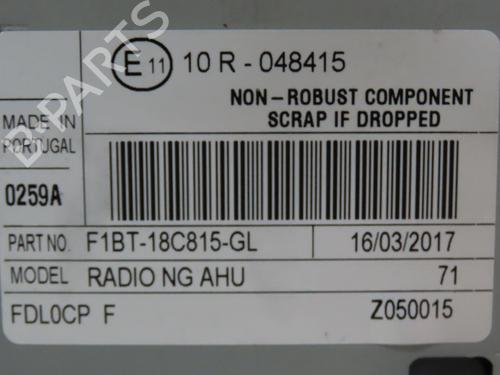 E 11 10 R - 048415
NON-ROBUST COMPONENT
SCRAP IF DROPPED
MADE IN
PORTUGAL
0259A
PART NO. F1BT-18C815-GL 16/03/2017
MODEL RADIO NG AHU 71
FDL0CP F Z050015
B-PARTS